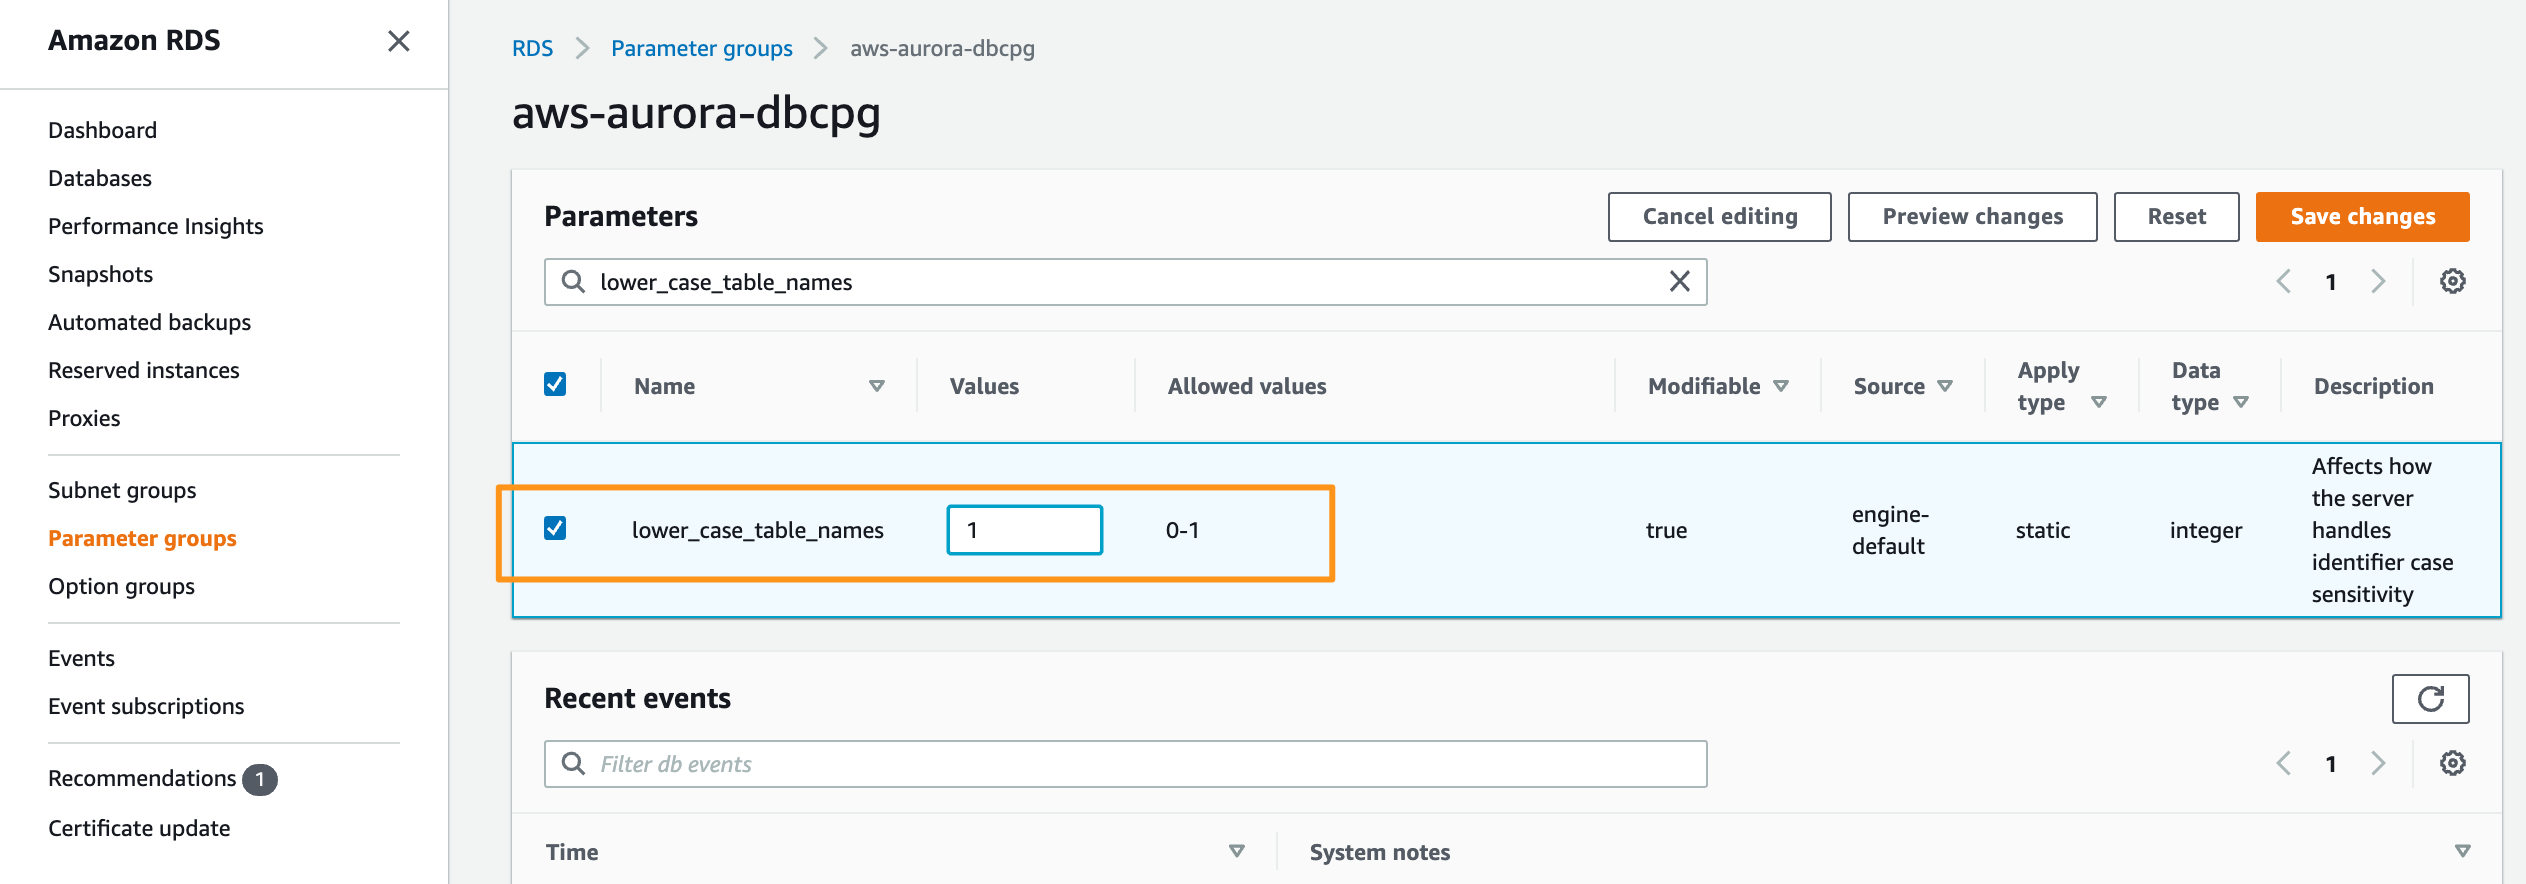 Amazon RDS
Dashboard
Databases
Performance Insights
Snapshots
Automated backups
Reserved instances
Proxies
Subnet groups
Parameter groups
Option groups
Events
Event subscriptions
Recommendations 1
Certificate update
RDS > Parameter groups > aws-aurora-dbcpg
aws-aurora-dbcpg
Parameters
Cancel editing
Preview changes
Reset
Save changes
lower_case_table_names
1
Name
Values
Allowed values
Modifiable
Source
Apply
type
Data
type
Description
lower_case_table_names
1
0-1
true
engine-
default
static
integer
Affects how
the server
handles
identifier case
sensitivity
Recent events
Filter db events
1
Time
System notes